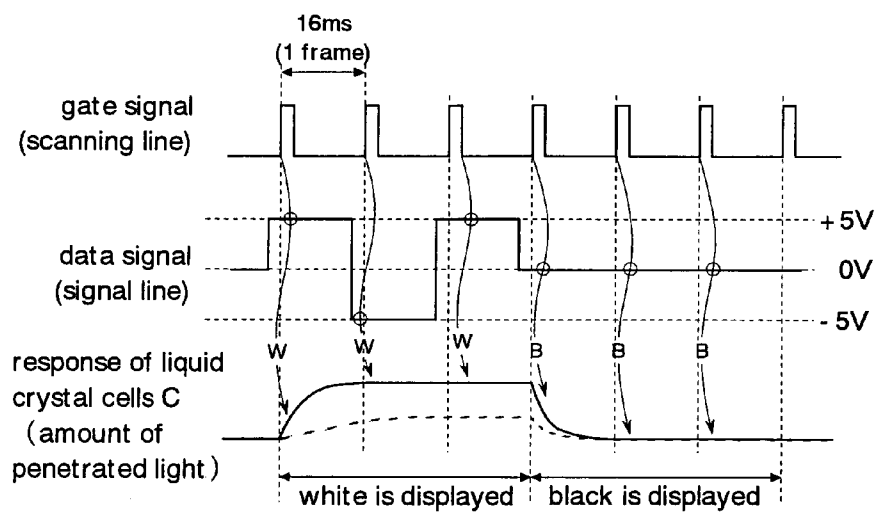 16ms
(1 frame)
gate signal
(scanning line)
+5V
data signal
(signal line)
0V
-5V
W W W B B B
response of liquid
crystal cells C
(amount of
penetrated light)
white is displayed black is displayed